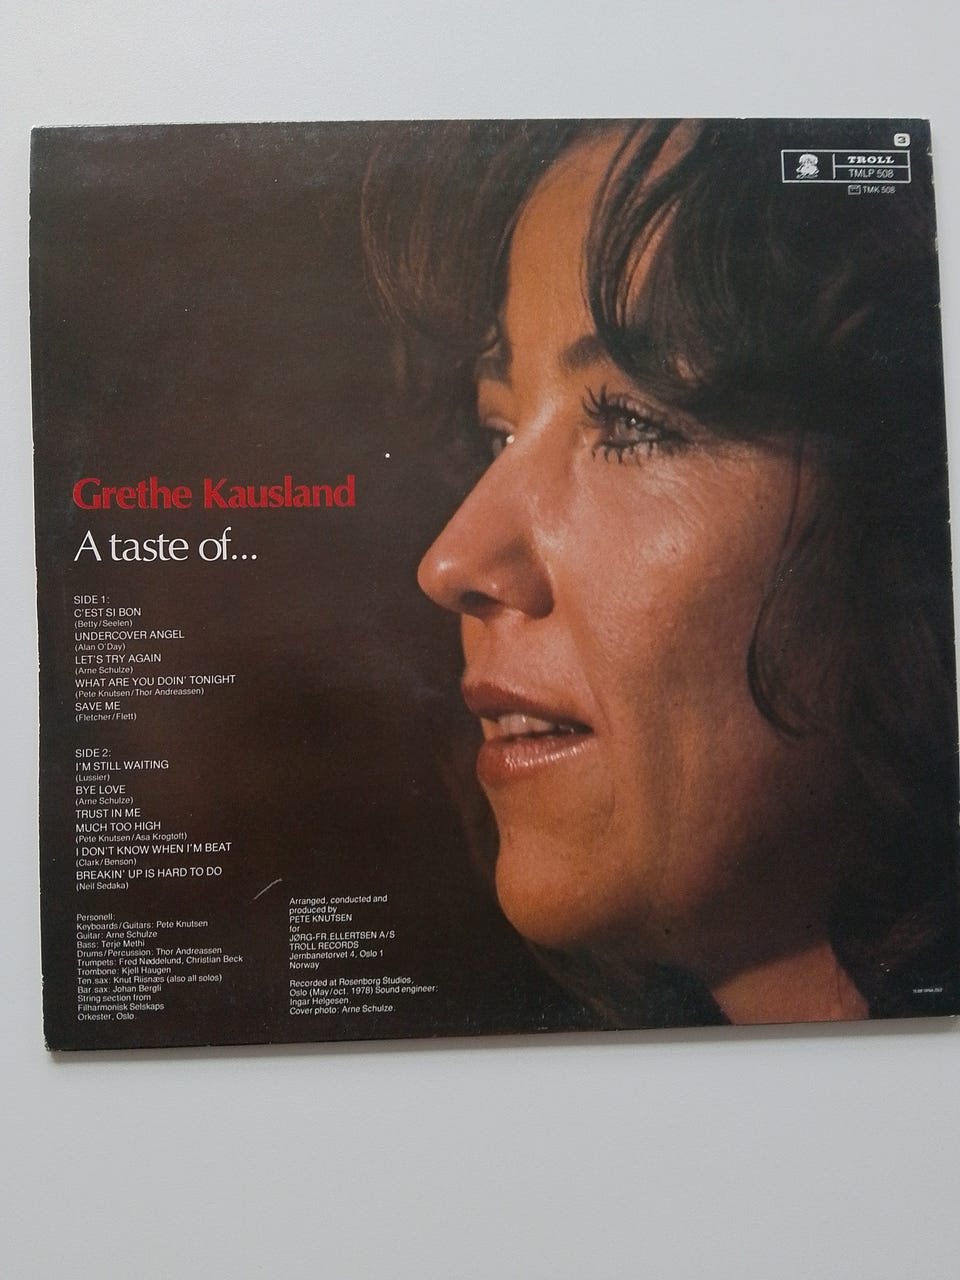 3
TROLL
TMLP 508
TMK 508
Grethe Kausland
A taste of...
SIDE 1:
C'EST SI BON
(Betty/Seelen)
UNDERCOVER ANGEL
(Alan O'Day)
LET'S TRY AGAIN
(Arne Schulze)
WHAT ARE YOU DOIN' TONIGHT
(Pete Knutsen/Thor Andreassen)
SAVE ME
(Fletcher/Flett)
SIDE 2:
I'M STILL WAITING
(Lussier)
BYE LOVE
(Arne Schulze)
TRUST IN ME
MUCH TOO HIGH
(Pete Knutsen/Asa Krogtoft)
I DON'T KNOW WHEN I'M BEAT
(Clark/Benson)
BREAKIN' UP IS HARD TO DO
(Neil Sedaka)
Personell:
Keyboards/Guitars: Pete Knutsen
Guitar: Arne Schulze
Bass: Terje Methi
Drums/Percussion: Thor Andreassen
Trumpets: Fred Nøddelund, Christian Beck
Trombone: Kjell Haugen
Ten.sax: Knut Riisnæs (also all solos)
Bar.sax: Johan Bergli
String section from
Filharmonisk Selskaps
Orkester, Oslo.
Arranged, conducted and
produced by
PETE KNUTSEN
for
JØRG-FR.ELLERTSEN A/S
TROLL RECORDS
Jernbanetorvet 4, Oslo 1
Norway
Recorded at Rosenborg Studios,
Oslo (May/oct. 1978) Sound engineer:
Ingar Helgesen.
Cover photo: Arne Schulze.